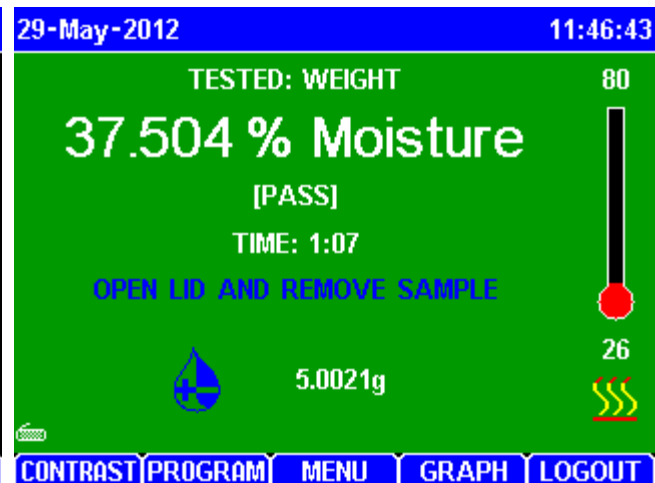 29-May-2012 11:46:43
TESTED: WEIGHT 80
37.504 % Moisture
[PASS]
TIME: 1:07
OPEN LID AND REMOVE SAMPLE
26
5.0021g
CONTRAST PROGRAM MENU GRAPH LOGOUT